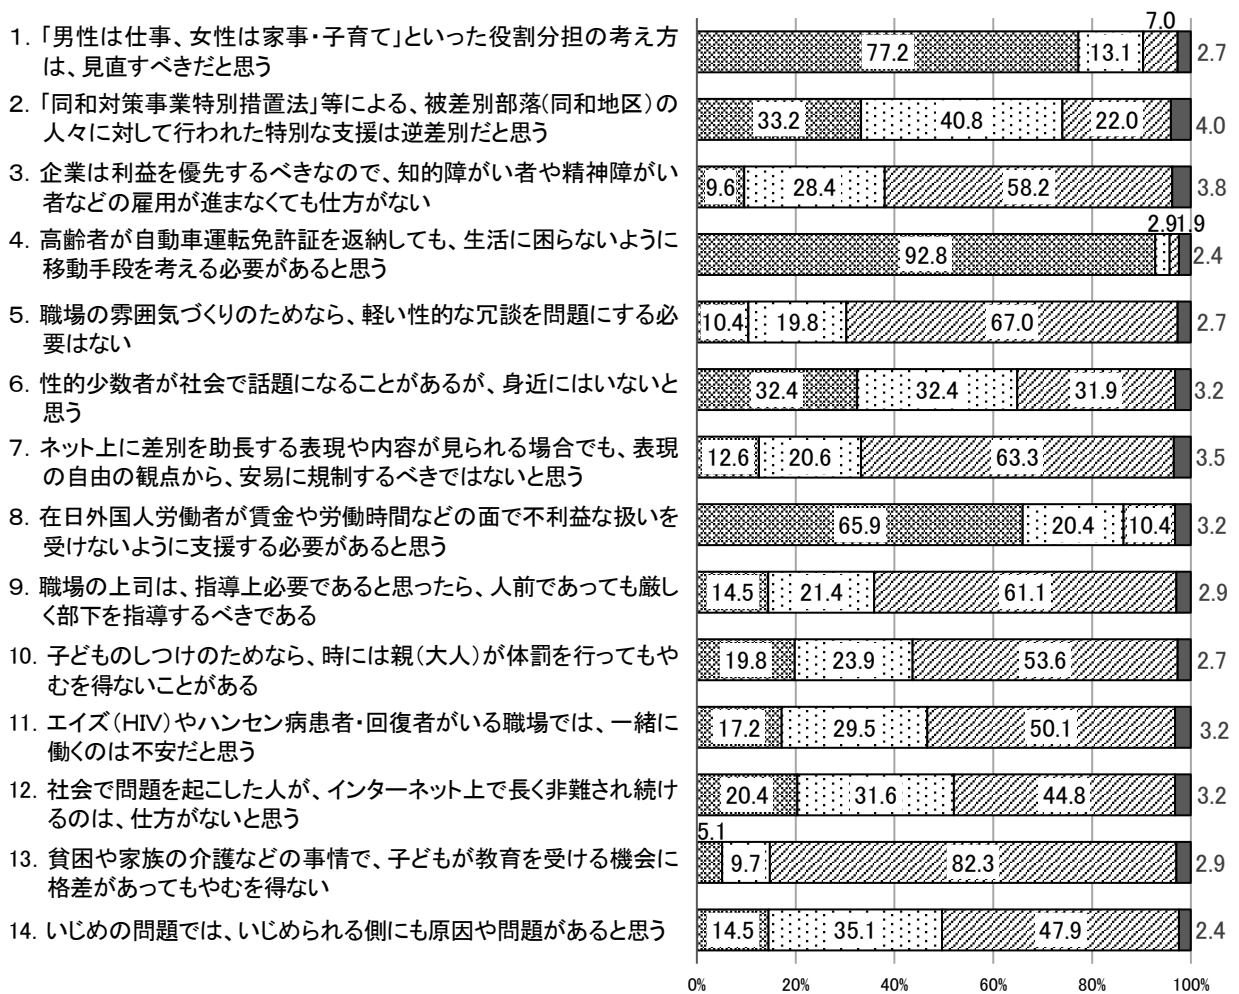 1. 「男性は仕事、女性は家事・子育て」といった役割分担の考え方
は、見直すべきだと思う
77.2 13.1 7.0 2.7
2. 「同和対策事業特別措置法」等による、被差別部落(同和地区)の
人々に対して行われた特別な支援は逆差別だと思う
33.2 40.8 22.0 4.0
3. 企業は利益を優先するべきなので、知的障がい者や精神障がい
者などの雇用が進まなくても仕方がない
9.6 28.4 58.2 3.8
4. 高齢者が自動車運転免許証を返納しても、生活に困らないように
移動手段を考える必要があると思う
92.8 2.9 1.9 2.4
5. 職場の雰囲気づくりのためなら、軽い性的な冗談を問題にする必
要はない
10.4 19.8 67.0 2.7
6. 性的少数者が社会で話題になることがあるが、身近にはいないと
思う
32.4 32.4 31.9 3.2
7. ネット上に差別を助長する表現や内容が見られる場合でも、表現
の自由の観点から、安易に規制するべきではないと思う
12.6 20.6 63.3 3.5
8. 在日外国人労働者が賃金や労働時間などの面で不利益な扱いを
受けないように支援する必要があると思う
65.9 20.4 10.4 3.2
9. 職場の上司は、指導上必要であると思ったら、人前であっても厳し
く部下を指導するべきである
14.5 21.4 61.1 2.9
10. 子どものしつけのためなら、時には親(大人)が体罰を行ってもや
むを得ないことがある
19.8 23.9 53.6 2.7
11. エイズ(HIV)やハンセン病患者・回復者がいる職場では、一緒に
働くのは不安だと思う
17.2 29.5 50.1 3.2
12. 社会で問題を起こした人が、インターネット上で長く非難され続け
るのは、仕方がないと思う
20.4 31.6 44.8 3.2
13. 貧困や家族の介護などの事情で、子どもが教育を受ける機会に
格差があってもやむを得ない
5.1 9.7 82.3 2.9
14. いじめの問題では、いじめられる側にも原因や問題があると思う
14.5 35.1 47.9 2.4
0% 20% 40% 60% 80% 100%